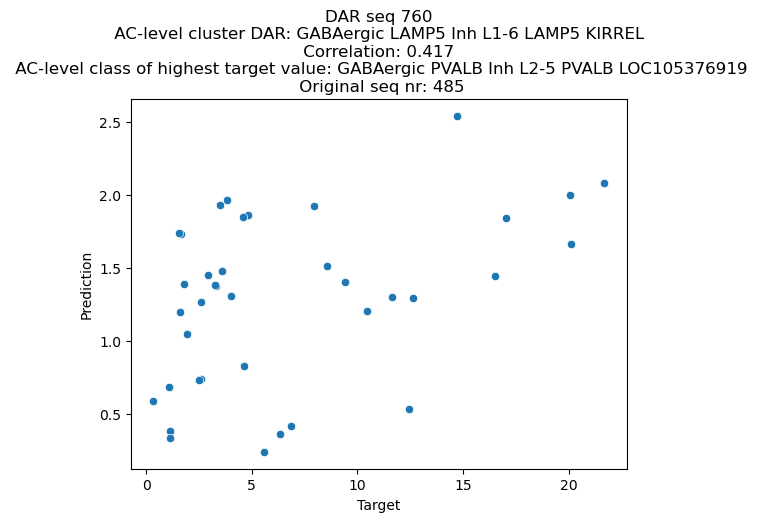 DAR seq 760
AC-level cluster DAR: GABAergic LAMP5 Inh L1-6 LAMP5 KIRREL
Correlation: 0.417
AC-level class of highest target value: GABAergic PVALB Inh L2-5 PVALB LOC105376919
Original seq nr: 485
2.5
2.0
1.5
1.0
0.5
Prediction
0 5 10 15 20
Target